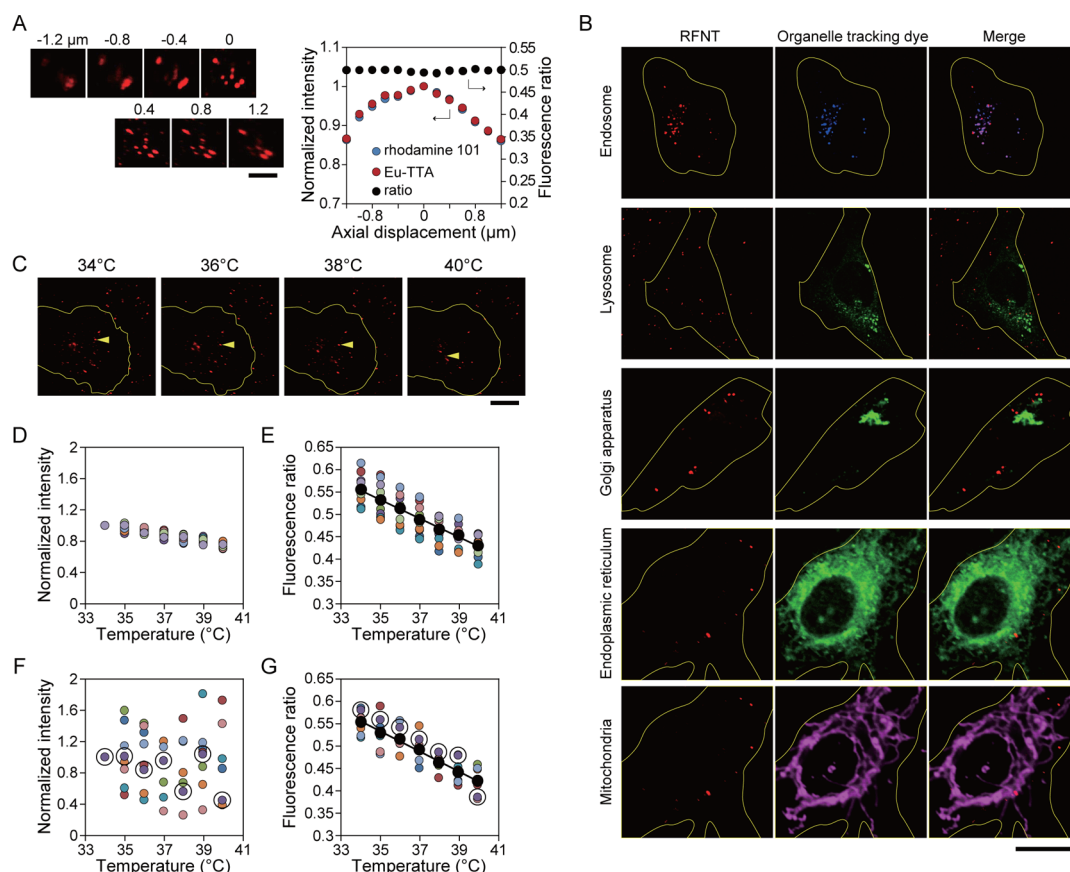 A
-1.2 μm -0.8 -0.4 0
0.4 0.8 1.2
Normalized intensity
1.1
1
0.9
0.8
0.7
0.5
0.5
0.45
0.4
0.35
0.3
0.25
0.2
Fluorescence ratio
rhodamine 101
Eu-TTA
ratio
-0.8 0 0.8
Axial displacement (μm)
B
RFNT Organelle tracking dye Merge
Endosome
Lysosome
Golgi apparatus
Endoplasmic reticulum
Mitochondria
C
34°C 36°C 38°C 40°C
D
Normalized intensity
2
1.6
1.2
0.8
0.4
0
33 35 37 39 41
Temperature (°C)
E
Fluorescence ratio
0.65
0.6
0.55
0.5
0.45
0.4
0.35
0.3
33 35 37 39 41
Temperature (°C)
F
Normalized intensity
2
1.6
1.2
0.8
0.4
0
33 35 37 39 41
Temperature (°C)
G
Fluorescence ratio
0.65
0.6
0.55
0.5
0.45
0.4
0.35
0.3
33 35 37 39 41
Temperature (°C)